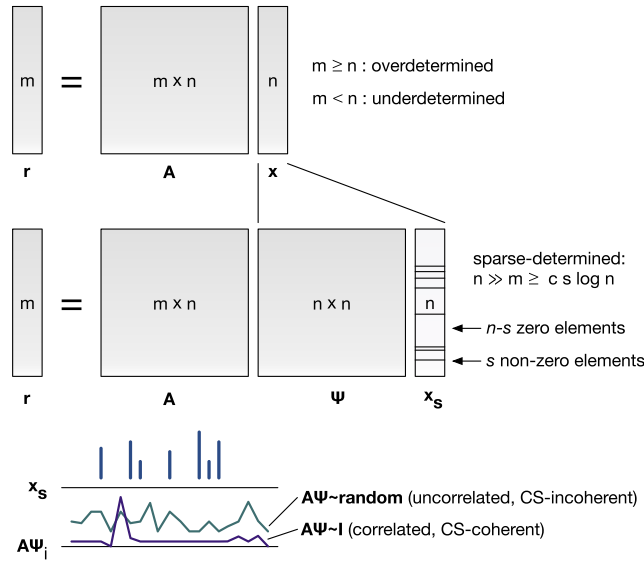 m = m x n n
m ≥ n : overdetermined
m < n : underdetermined
r A x
m = m x n n x n n
sparse-determined:
n ≫ m ≥ c s log n
n-s zero elements
s non-zero elements
r A Ψ xₛ
xₛ
AΨ~random (uncorrelated, CS-incoherent)
AΨ~I (correlated, CS-coherent)
AΨᵢ